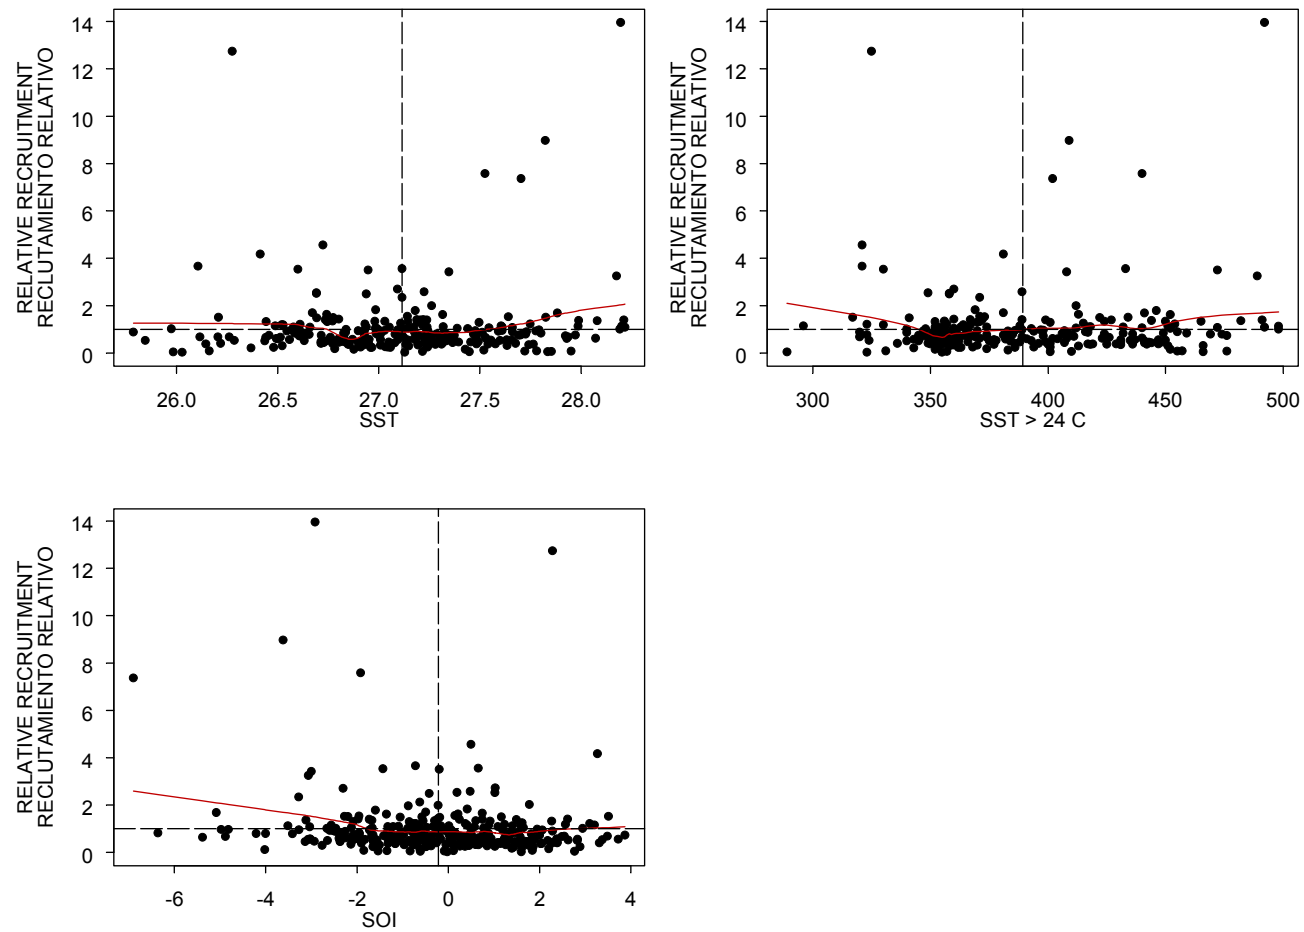 RELATIVE RECRUITMENT
RECLUTAMIENTO RELATIVO
14
12
10
8
6
4
2
0
26.0 26.5 27.0 27.5 28.0
SST
RELATIVE RECRUITMENT
RECLUTAMIENTO RELATIVO
14
12
10
8
6
4
2
0
300 350 400 450 500
SST > 24 C
RELATIVE RECRUITMENT
RECLUTAMIENTO RELATIVO
14
12
10
8
6
4
2
0
-6 -4 -2 0 2 4
SOI